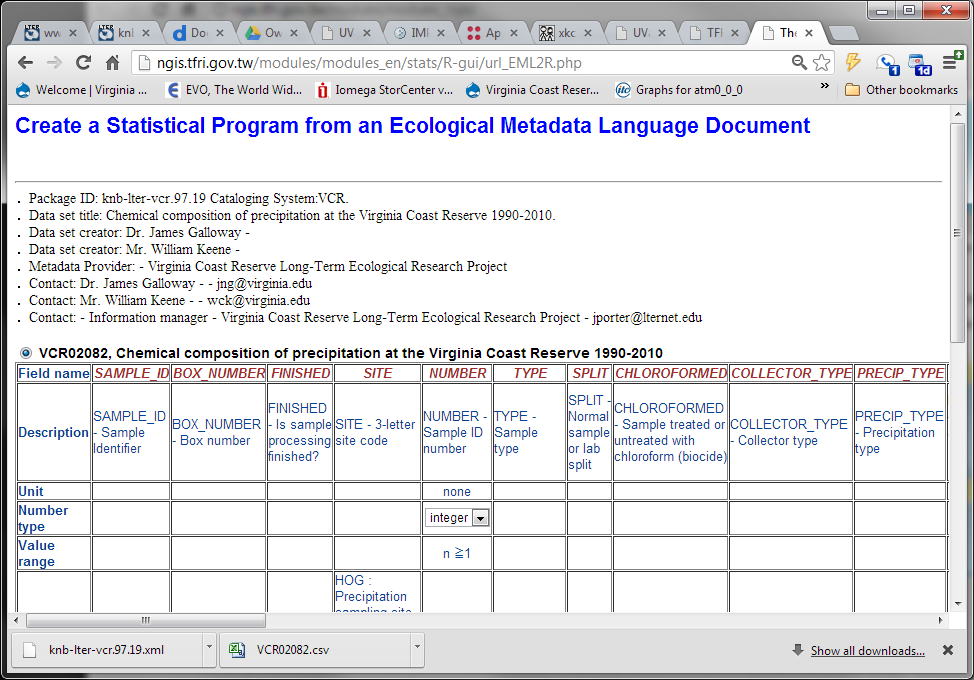 ww
knl
Do
Ow
UV
IMI
Ap
xkc
UV
TFI
The
ngis.tfri.gov.tw/modules/modules_en/stats/R-gui/url_EML2R.php
1
1d
Welcome | Virginia ...
EVO, The World Wid...
Iomega StorCenter v...
Virginia Coast Reser...
Graphs for atm0_0_0
»
Other bookmarks
Create a Statistical Program from an Ecological Metadata Language Document
. Package ID: knb-lter-vcr.97.19 Cataloging System:VCR.
. Data set title: Chemical composition of precipitation at the Virginia Coast Reserve 1990-2010.
. Data set creator: Dr. James Galloway -
. Data set creator: Mr. William Keene -
. Metadata Provider: - Virginia Coast Reserve Long-Term Ecological Research Project
. Contact: Dr. James Galloway - - jng@virginia.edu
. Contact: Mr. William Keene - - wck@virginia.edu
. Contact: - Information manager - Virginia Coast Reserve Long-Term Ecological Research Project - jporter@lternet.edu
VCR02082, Chemical composition of precipitation at the Virginia Coast Reserve 1990-2010
Field name SAMPLE_ID BOX_NUMBER FINISHED SITE NUMBER TYPE SPLIT CHLOROFORMED COLLECTOR_TYPE PRECIP_TYPE
Description
SAMPLE_ID
- Sample
Identifier
BOX_NUMBER
- Box number
FINISHED
- Is sample
processing
finished?
SITE - 3-letter
site code
NUMBER -
Sample ID
number
TYPE -
Sample
type
SPLIT -
Normal
sample
or lab
split
CHLOROFORMED
- Sample treated or
untreated with
chloroform (biocide)
COLLECTOR_TYPE
- Collector type
PRECIP_TYPE
- Precipitation
type
Unit
none
Number
type
integer
Value
range
n ≧1
HOG :
Precipitation
sampling site
knb-lter-vcr.97.19.xml
VCR02082.csv
Show all downloads...